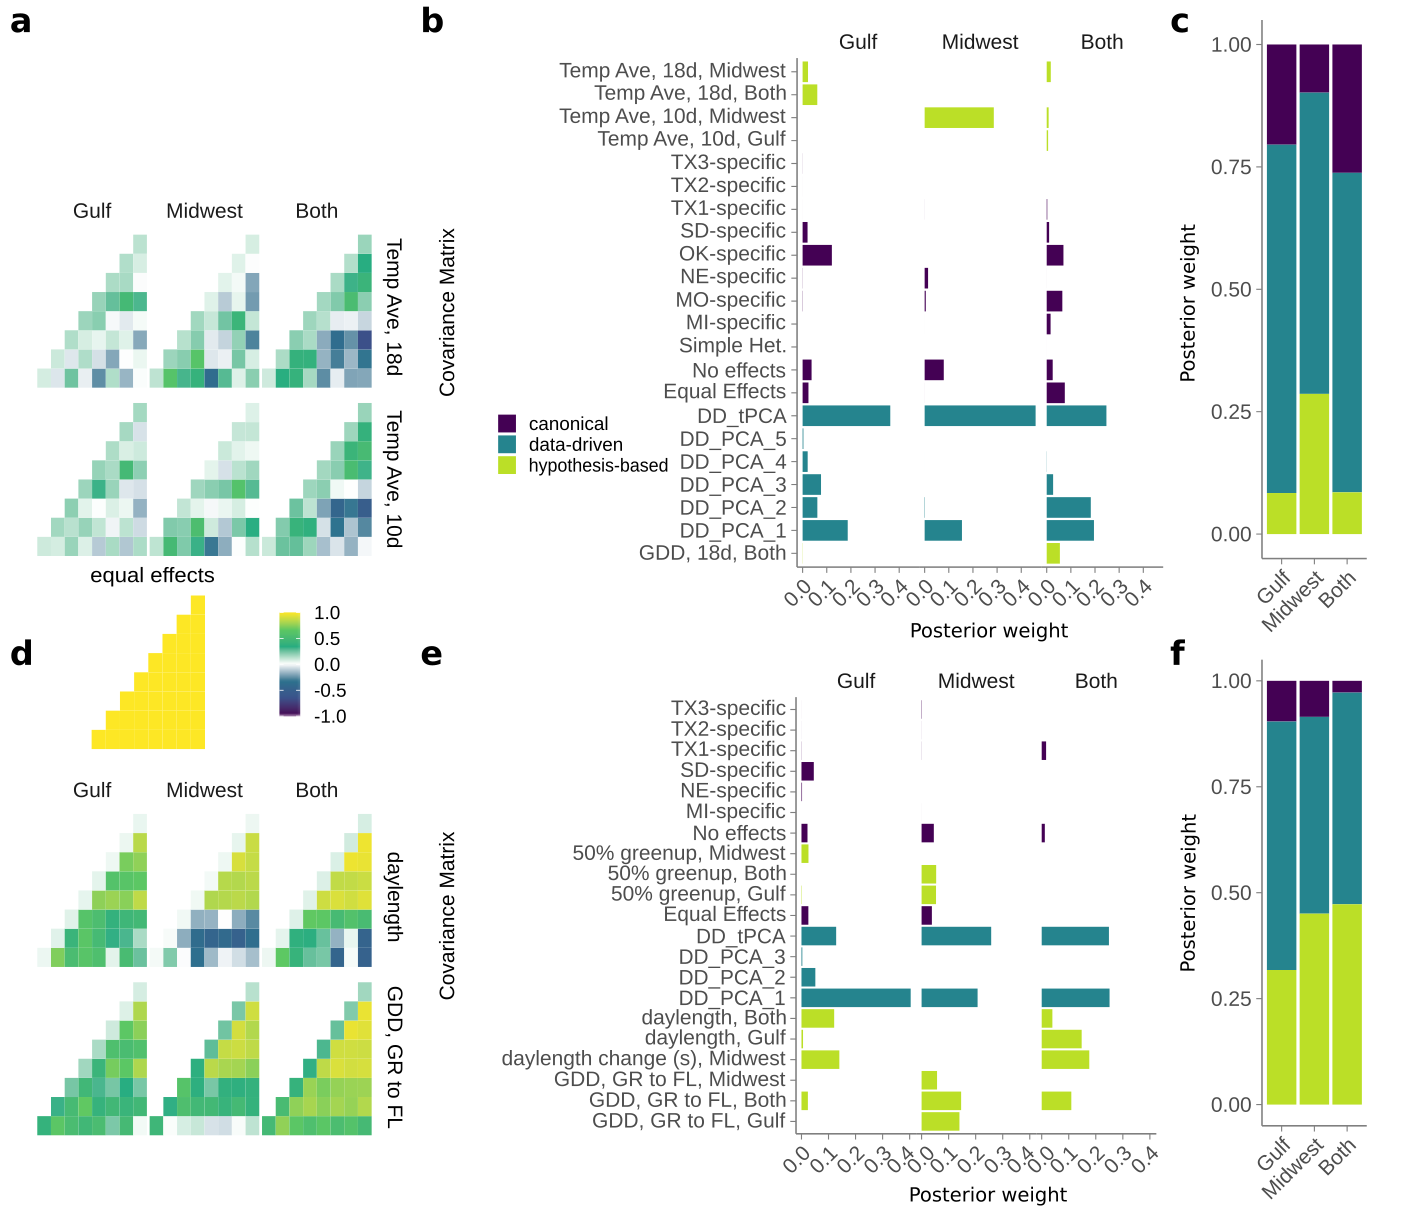 a
Gulf
Midwest
Both
Temp Ave, 18d
Temp Ave, 10d
equal effects
1.0
0.5
0.0
-0.5
-1.0
b
Gulf
Midwest
Both
Covariance Matrix
Temp Ave, 18d, Midwest
Temp Ave, 18d, Both
Temp Ave, 10d, Midwest
Temp Ave, 10d, Gulf
TX3-specific
TX2-specific
TX1-specific
SD-specific
OK-specific
NE-specific
MO-specific
MI-specific
Simple Het.
No effects
Equal Effects
DD_tPCA
DD_PCA_5
DD_PCA_4
DD_PCA_3
DD_PCA_2
DD_PCA_1
GDD, 18d, Both
canonical
data-driven
hypothesis-based
0.0 0.1 0.2 0.3 0.4 0.0 0.1 0.2 0.3 0.4 0.0 0.1 0.2 0.3 0.4
Posterior weight
c
Posterior weight
1.00
0.75
0.50
0.25
0.00
Gulf
Midwest
Both
d
Gulf
Midwest
Both
daylength
GDD, GR to FL
e
Gulf
Midwest
Both
Covariance Matrix
TX3-specific
TX2-specific
TX1-specific
SD-specific
NE-specific
MI-specific
No effects
50% greenup, Midwest
50% greenup, Both
50% greenup, Gulf
Equal Effects
DD_tPCA
DD_PCA_3
DD_PCA_2
DD_PCA_1
daylength, Both
daylength, Gulf
daylength change (s), Midwest
GDD, GR to FL, Midwest
GDD, GR to FL, Both
GDD, GR to FL, Gulf
0.0 0.1 0.2 0.3 0.4 0.0 0.1 0.2 0.3 0.4 0.0 0.1 0.2 0.3 0.4
Posterior weight
f
Posterior weight
1.00
0.75
0.50
0.25
0.00
Gulf
Midwest
Both